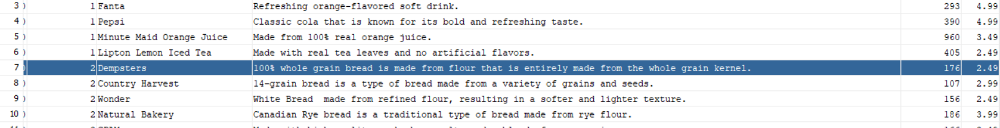 3 ) 1 Fanta Refreshing orange-flavored soft drink. 293 4.99
4 ) 1 Pepsi Classic cola that is known for its bold and refreshing taste. 390 4.99
5 ) 1 Minute Maid Orange Juice Made from 100% real orange juice. 960 3.49
6 ) 1 Lipton Lemon Iced Tea Made with real tea leaves and no artificial flavors. 405 2.49
7 ) 2 Dempsters 100% whole grain bread is made from flour that is entirely made from the whole grain kernel. 176 2.49
8 ) 2 Country Harvest 14-grain bread is a type of bread made from a variety of grains and seeds. 107 2.99
9 ) 2 Wonder White Bread  made from refined flour, resulting in a softer and lighter texture. 156 2.49
10 ) 2 Natural Bakery Canadian Rye bread is a traditional type of bread made from rye flour. 186 3.99